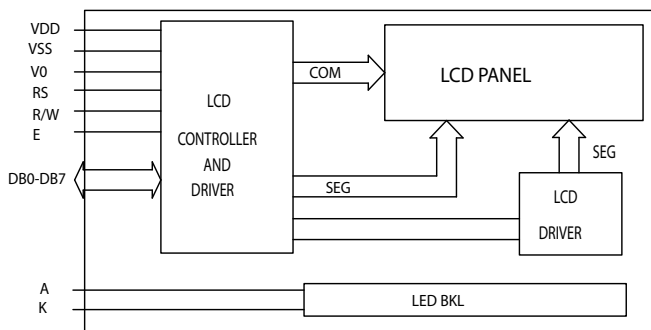 VDD
VSS
V0
RS
R/W
E
DB0-DB7
A
K
LCD
CONTROLLER
AND
DRIVER
COM
SEG
LCD PANEL
SEG
LCD
DRIVER
LED BKL